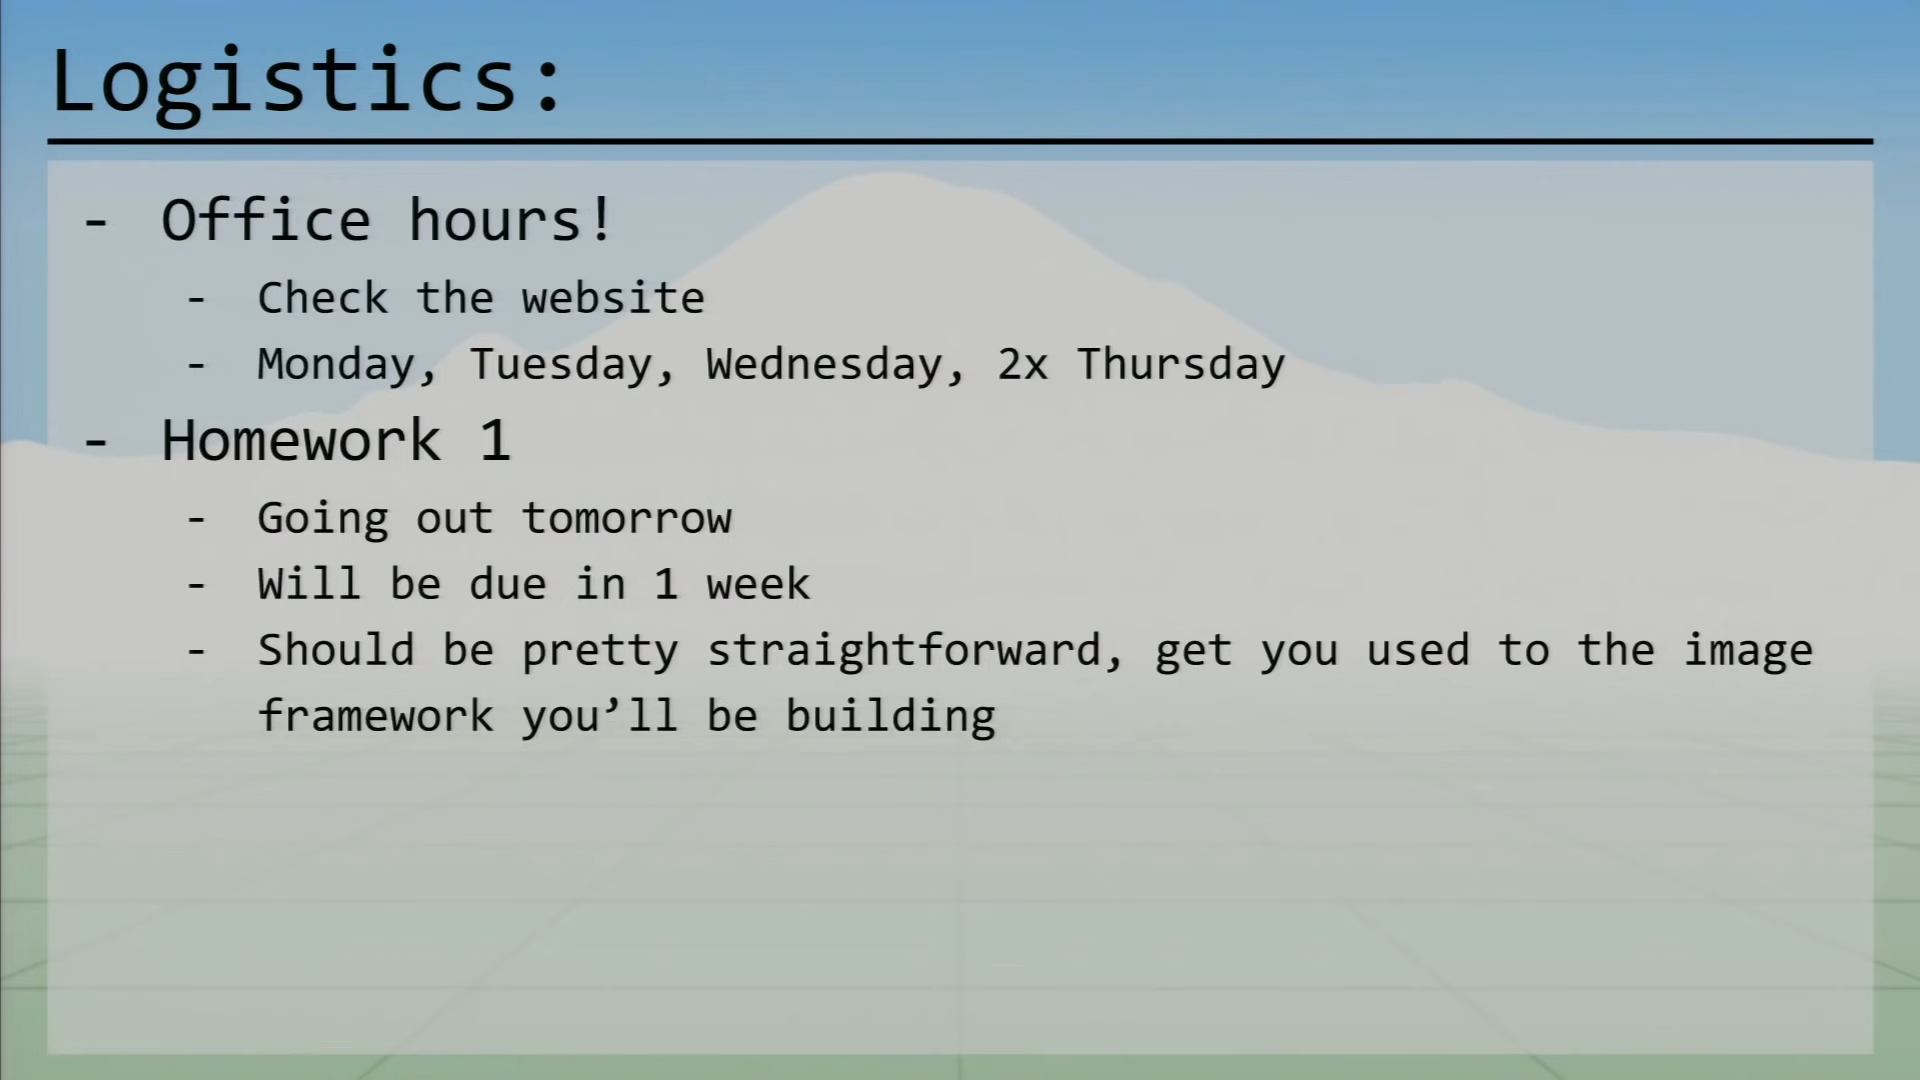 Logistics:
- Office hours!
- Check the website
- Monday, Tuesday, Wednesday, 2x Thursday
- Homework 1
- Going out tomorrow
- Will be due in 1 week
- Should be pretty straightforward, get you used to the image
framework you’ll be building